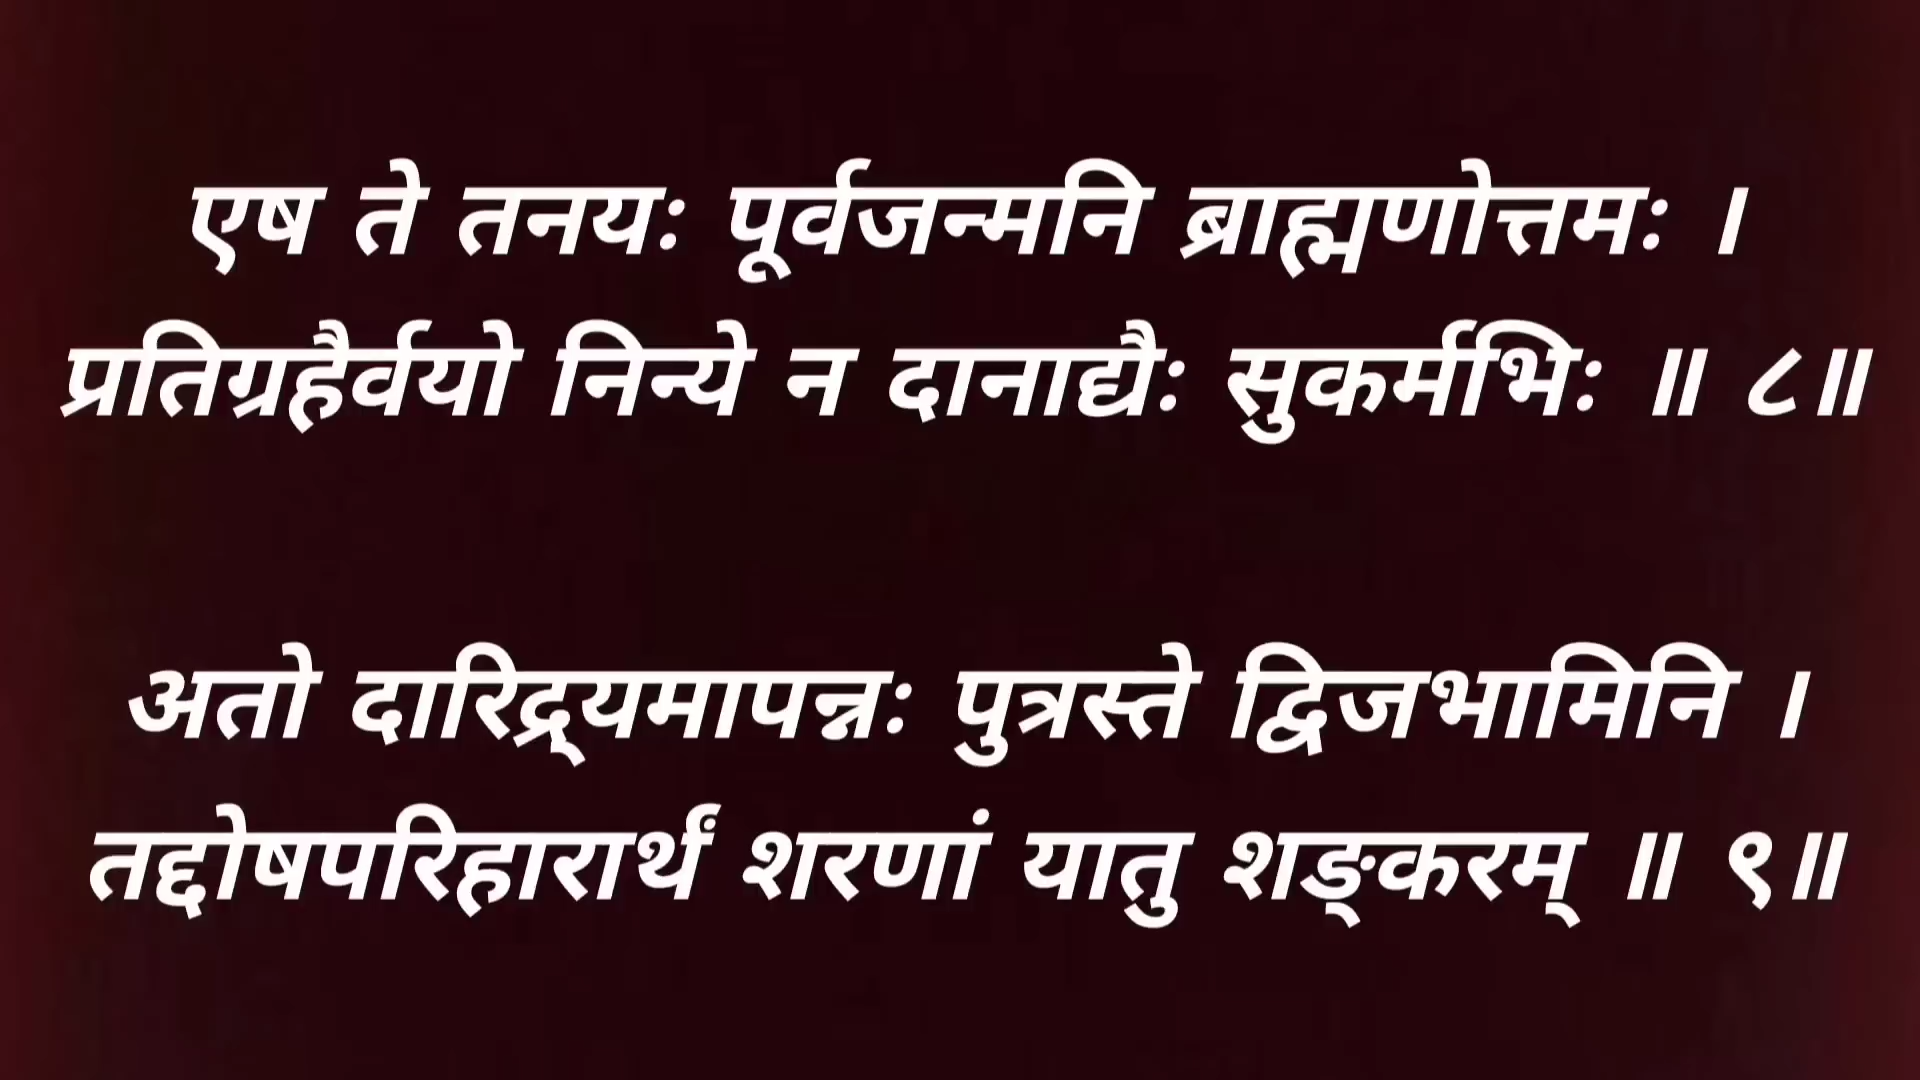 एष ते तनयः पूर्वजन्मनि ब्राह्मणोत्तमः ।
प्रतिग्रहैर्वयो निन्ये न दानाद्यैः सुकर्मभिः ॥ ८॥
अतो दारिद्र्यमापन्नः पुत्रस्ते द्विजभामिनि ।
तद्दोषपरिहारार्थं शरणां यातु शङ्करम् ॥ ९॥